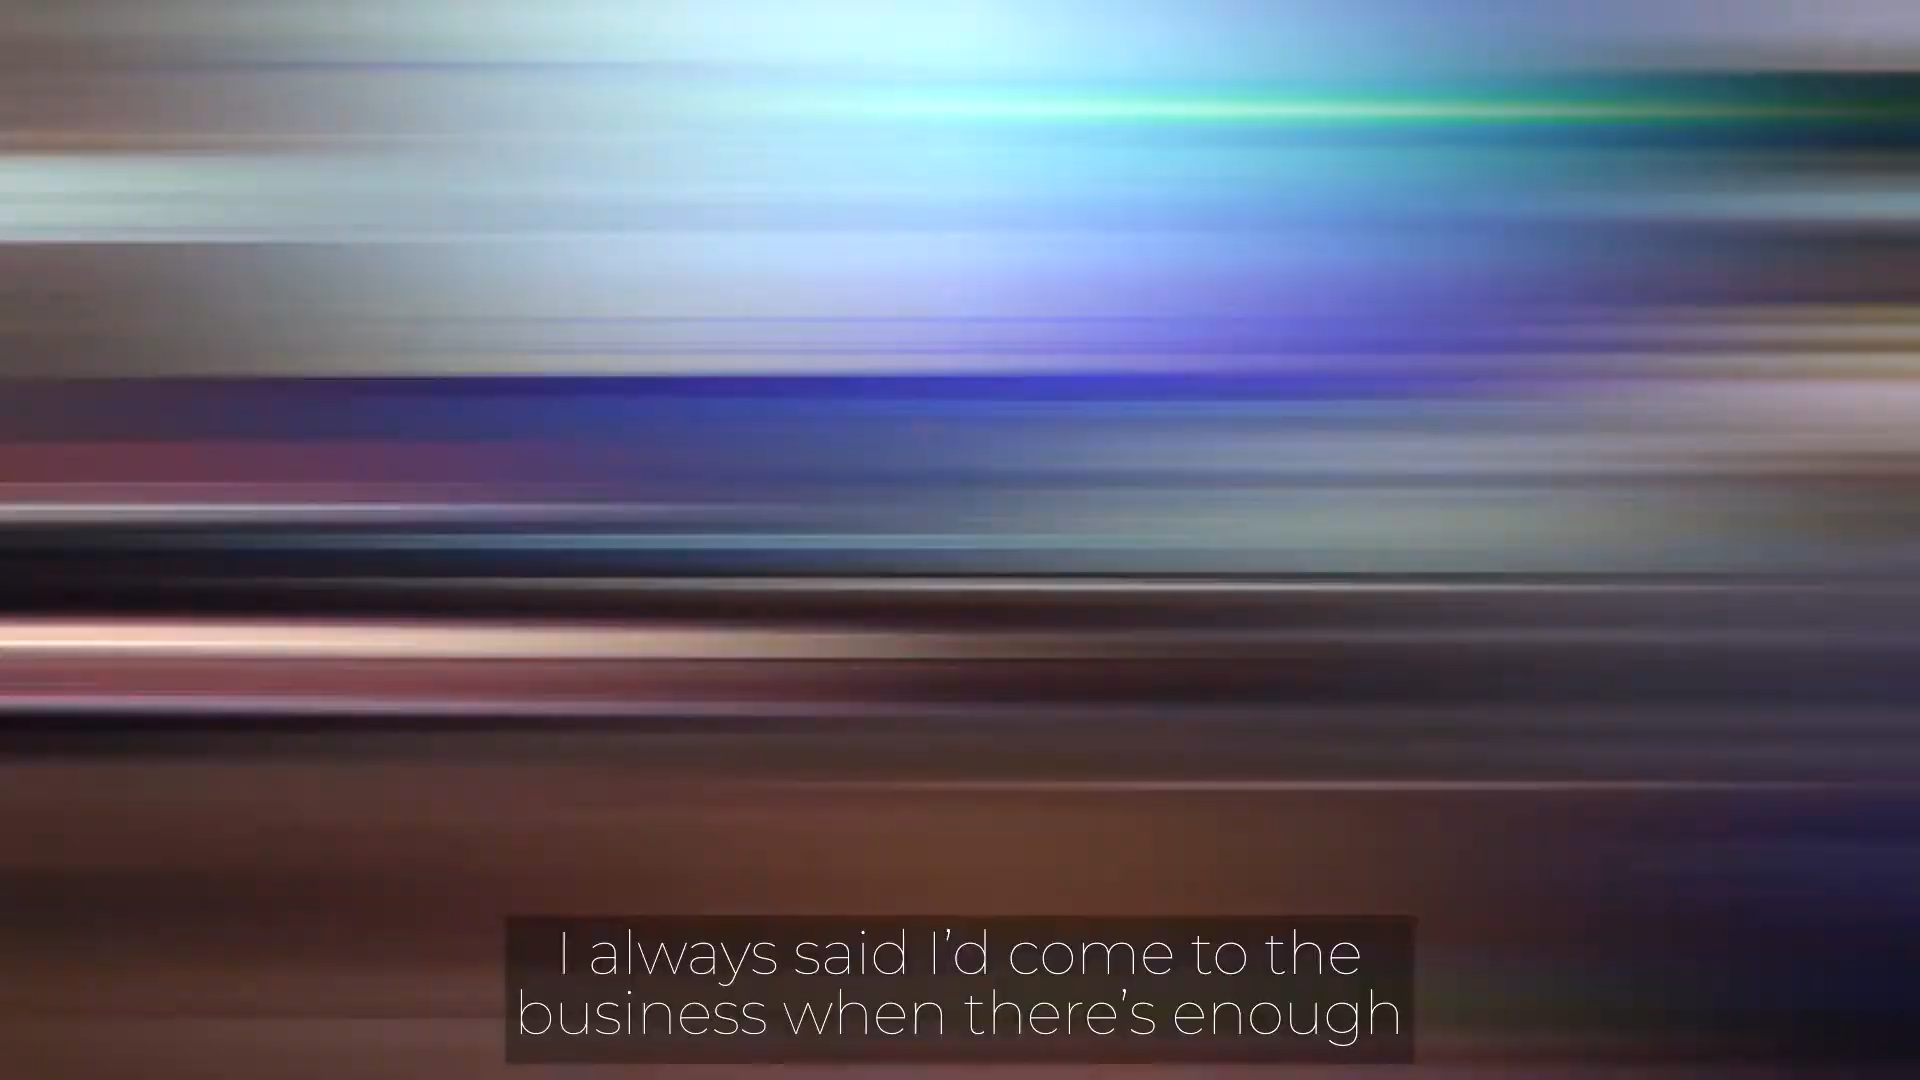 I always said I’d come to the
business when there’s enough